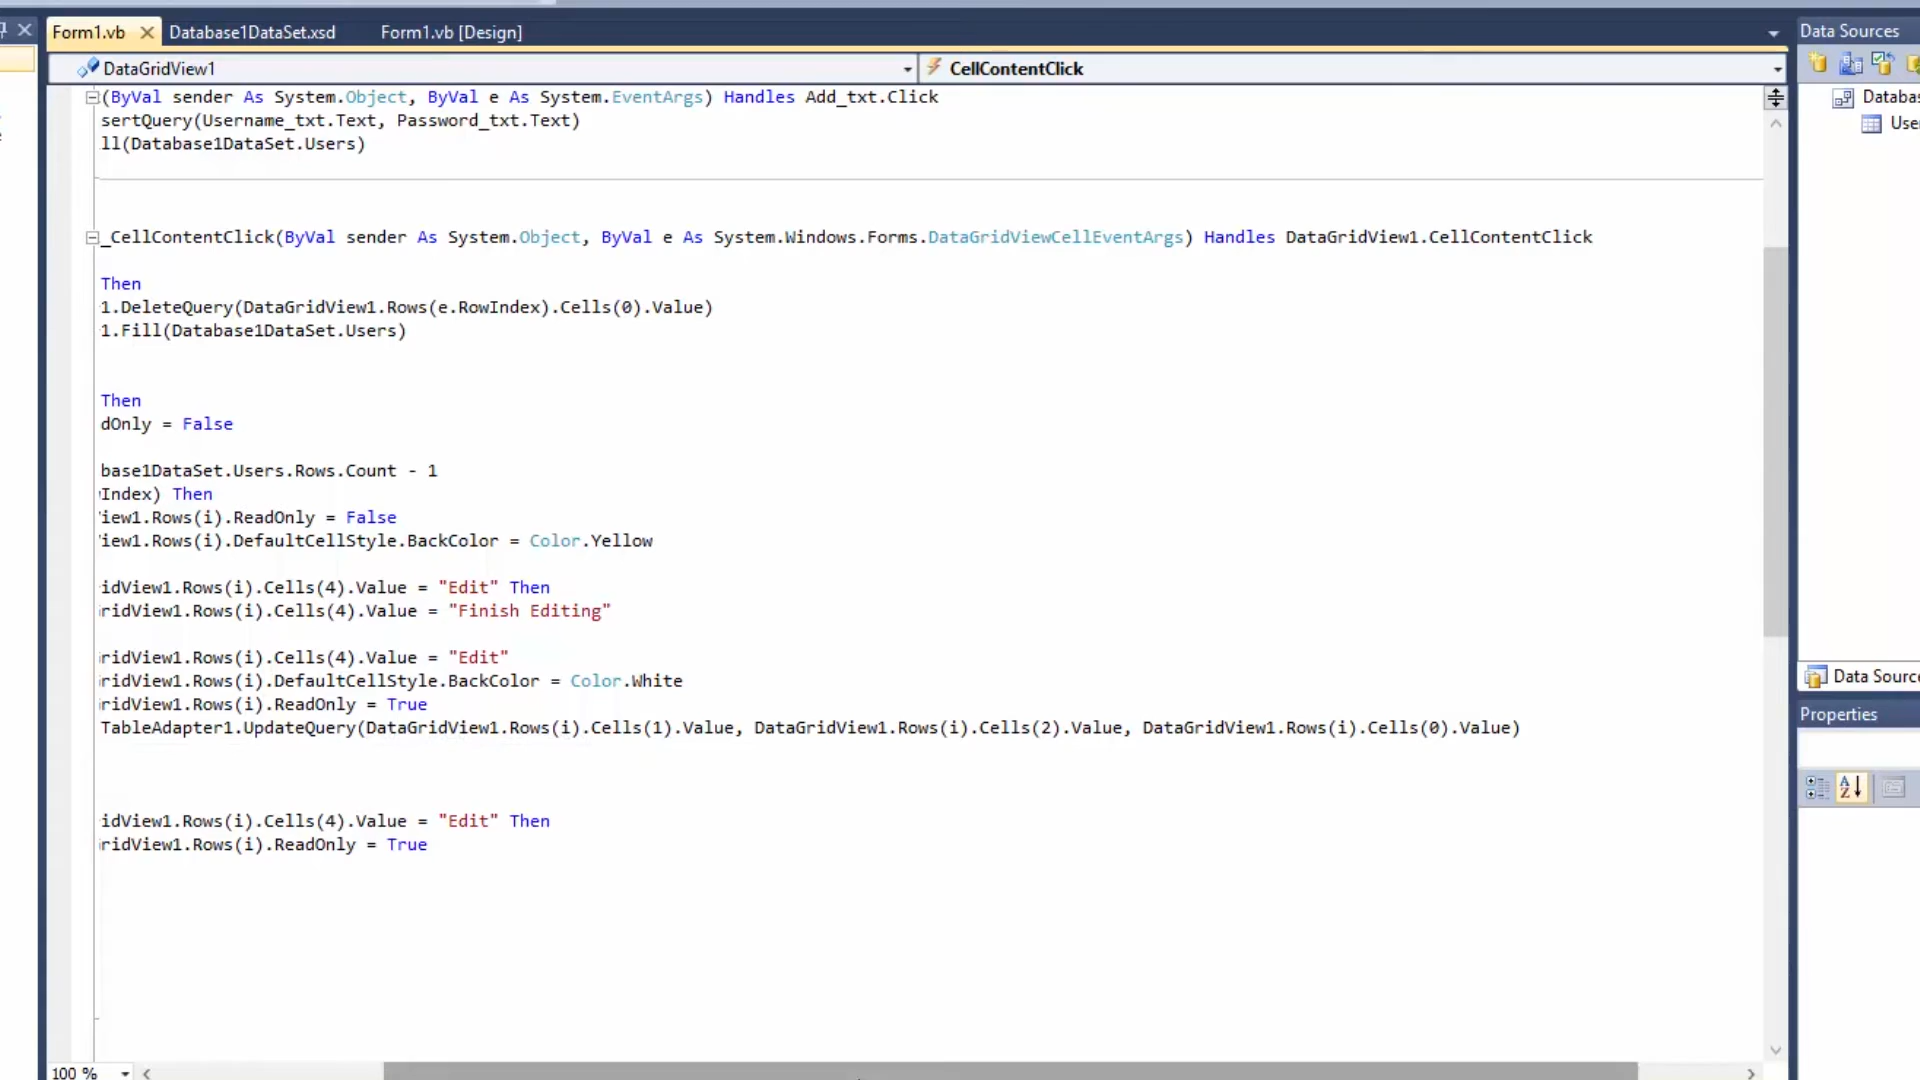 Form1.vb
Database1DataSet.xsd
Form1.vb [Design]
Data Sources
DataGridView1
CellContentClick
(ByVal sender As System.Object, ByVal e As System.EventArgs) Handles Add_txt.Click
Databas
sertQuery(Username_txt.Text, Password_txt.Text)
User
ll(Database1DataSet.Users)
_CellContentClick(ByVal sender As System.Object, ByVal e As System.Windows.Forms.DataGridViewCellEventArgs) Handles DataGridView1.CellContentClick
Then
1.DeleteQuery(DataGridView1.Rows(e.RowIndex).Cells(0).Value)
1.Fill(Database1DataSet.Users)
Then
dOnly = False
base1DataSet.Users.Rows.Count - 1
Index) Then
iew1.Rows(i).ReadOnly = False
iew1.Rows(i).DefaultCellStyle.BackColor = Color.Yellow
idView1.Rows(i).Cells(4).Value = "Edit" Then
ridView1.Rows(i).Cells(4).Value = "Finish Editing"
ridView1.Rows(i).Cells(4).Value = "Edit"
ridView1.Rows(i).DefaultCellStyle.BackColor = Color.White
Data Source
ridView1.Rows(i).ReadOnly = True
Properties
TableAdapter1.UpdateQuery(DataGridView1.Rows(i).Cells(1).Value, DataGridView1.Rows(i).Cells(2).Value, DataGridView1.Rows(i).Cells(0).Value)
idView1.Rows(i).Cells(4).Value = "Edit" Then
ridView1.Rows(i).ReadOnly = True
100 %